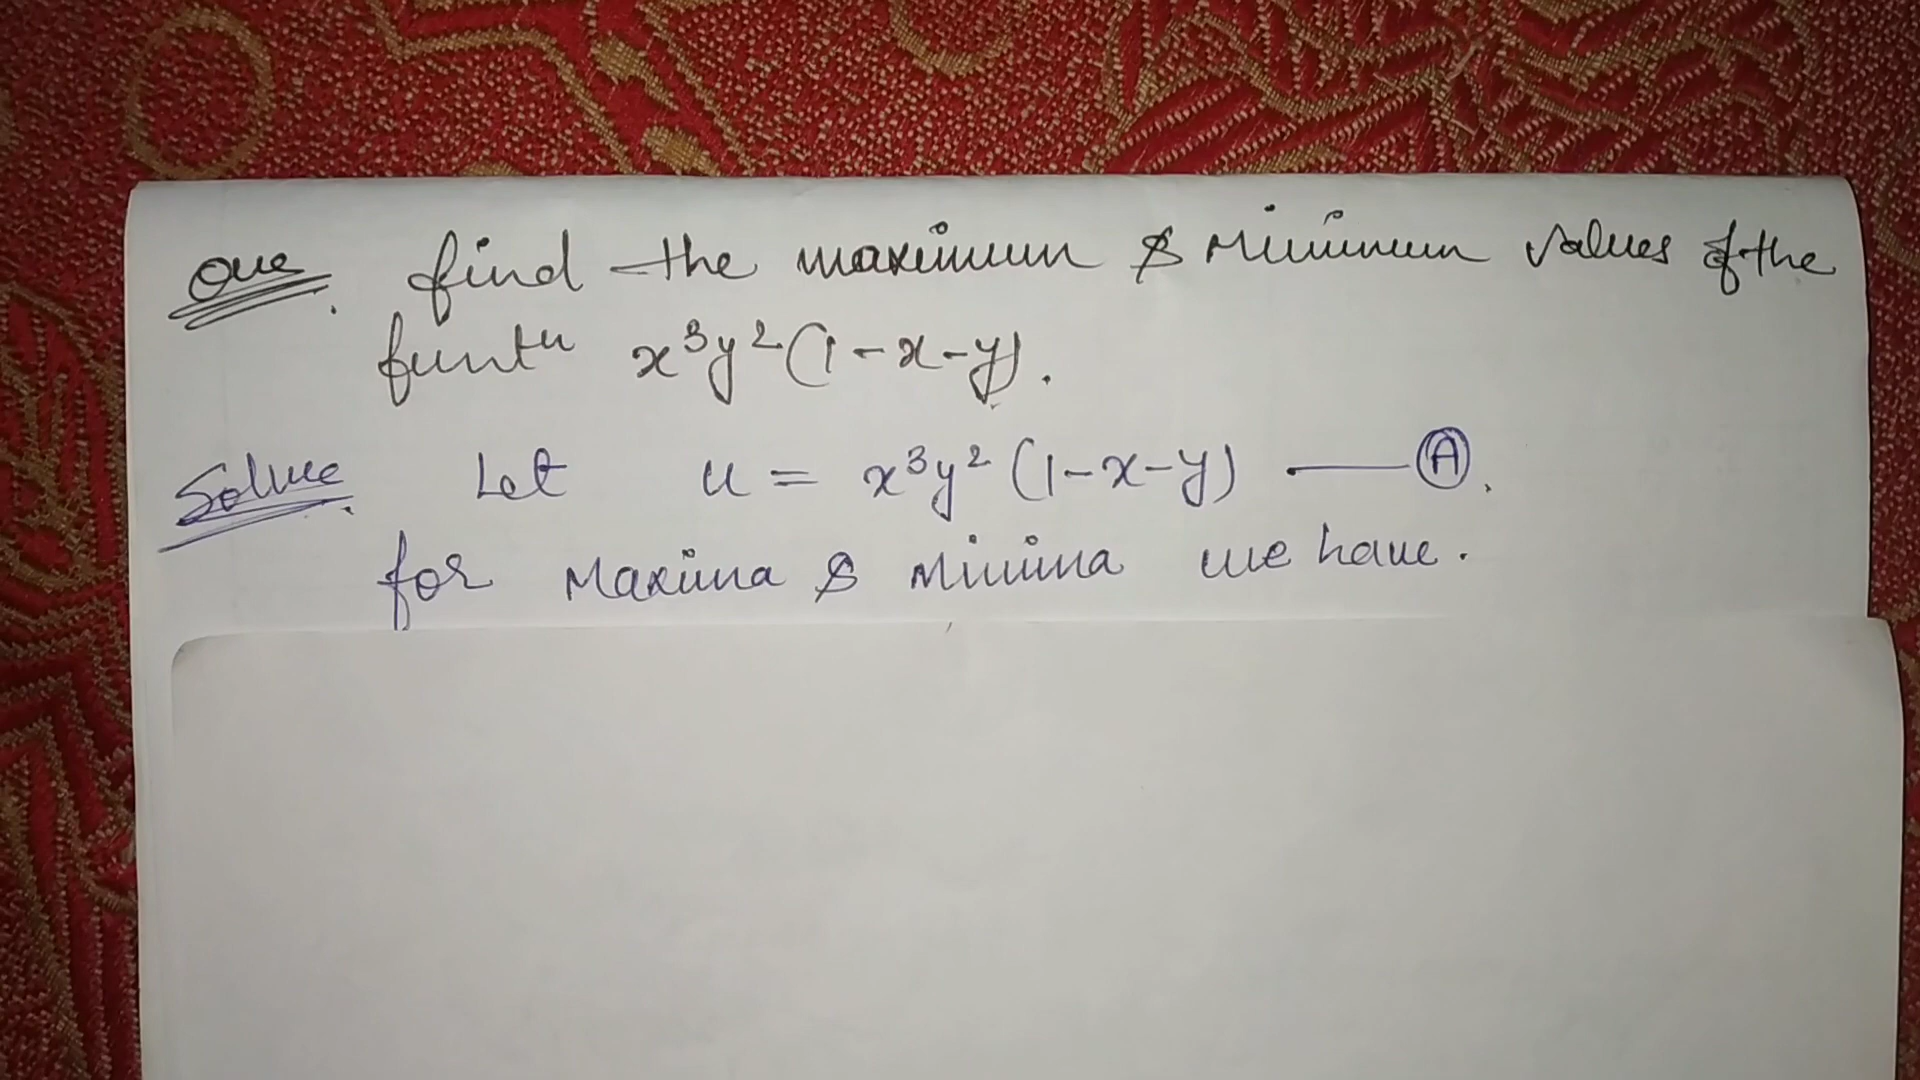 Que. find the maximum & Minimum values of the
funtⁿ x³y²(1-x-y).
Solve. Let u = x³y² (1-x-y) — Ⓐ.
for Maxima & Minima we have.